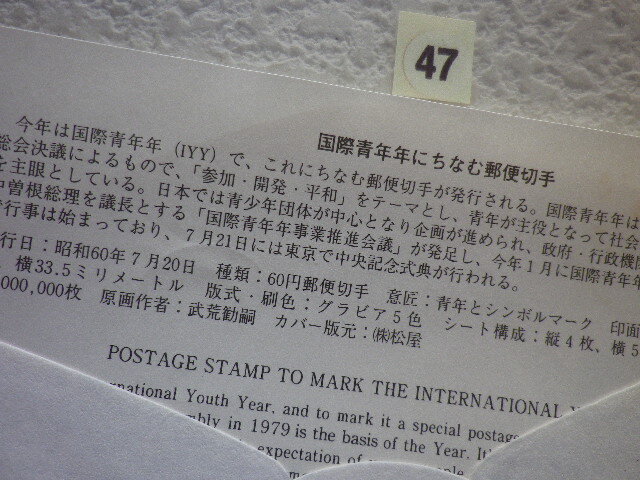 47
国際青年年にちなむ郵便切手
今年は国際青年年(IYY)で、これにちなむ郵便切手が発行される。国際青年年は
総会決議によるもので、「参加・開発・平和」をテーマとし、青年が主役となって社会
を主眼としている。日本では青少年団体が中心となり企画が進められ、政府・行政機関
中曽根総理を議長とする「国際青年年事業推進会議」が発足し、今年1月に国際青年年
行事は始まっており、7月21日には東京で中央記念式典が行われる。
行日:昭和60年7月20日 種類:60円郵便切手 意匠:青年とシンボルマーク 印面
横33.5ミリメートル 版式・刷色:グラビア5色 シート構成:縦4枚、横5
000,000枚 原画作者:武荒勧嗣 カバー版元:㈱松屋
POSTAGE STAMP TO MARK THE INTERNATIONAL
rnational Youth Year, and to mark it a special postage
mbly in 1979 is the basis of the Year. It
expectation of